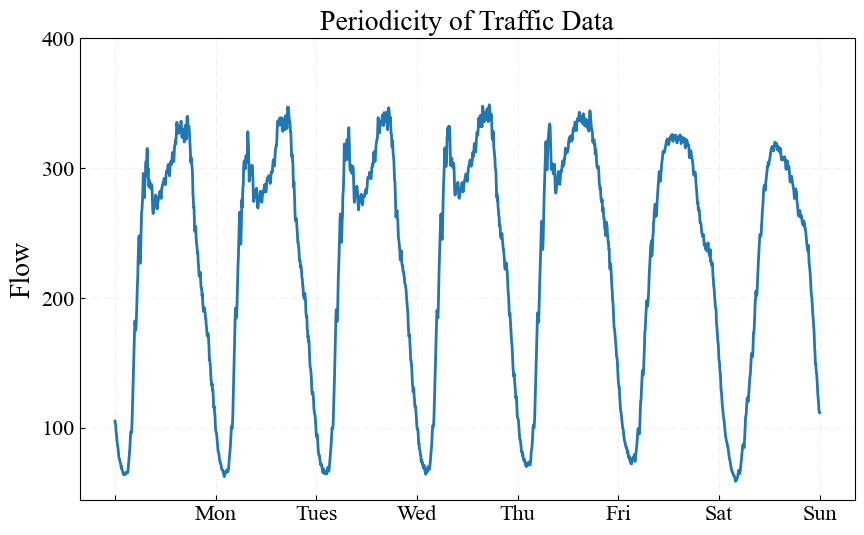 Periodicity of Traffic Data
400
300
200
100
Flow
Mon Tues Wed Thu Fri Sat Sun